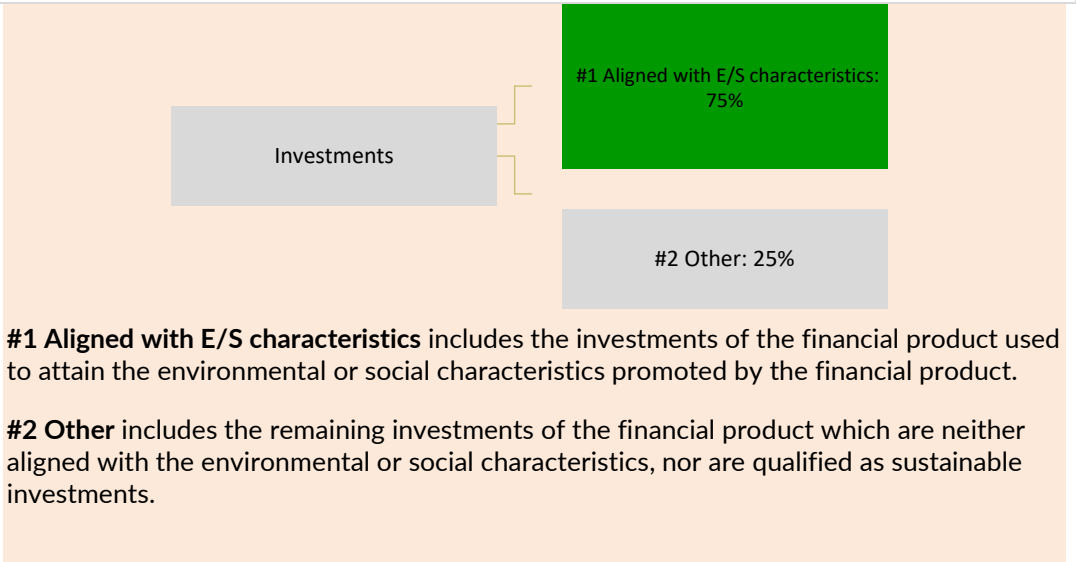 #1 Aligned with E/S characteristics:
75%
Investments
#2 Other: 25%
#1 Aligned with E/S characteristics includes the investments of the financial product used
to attain the environmental or social characteristics promoted by the financial product.
#2 Other includes the remaining investments of the financial product which are neither
aligned with the environmental or social characteristics, nor are qualified as sustainable
investments.